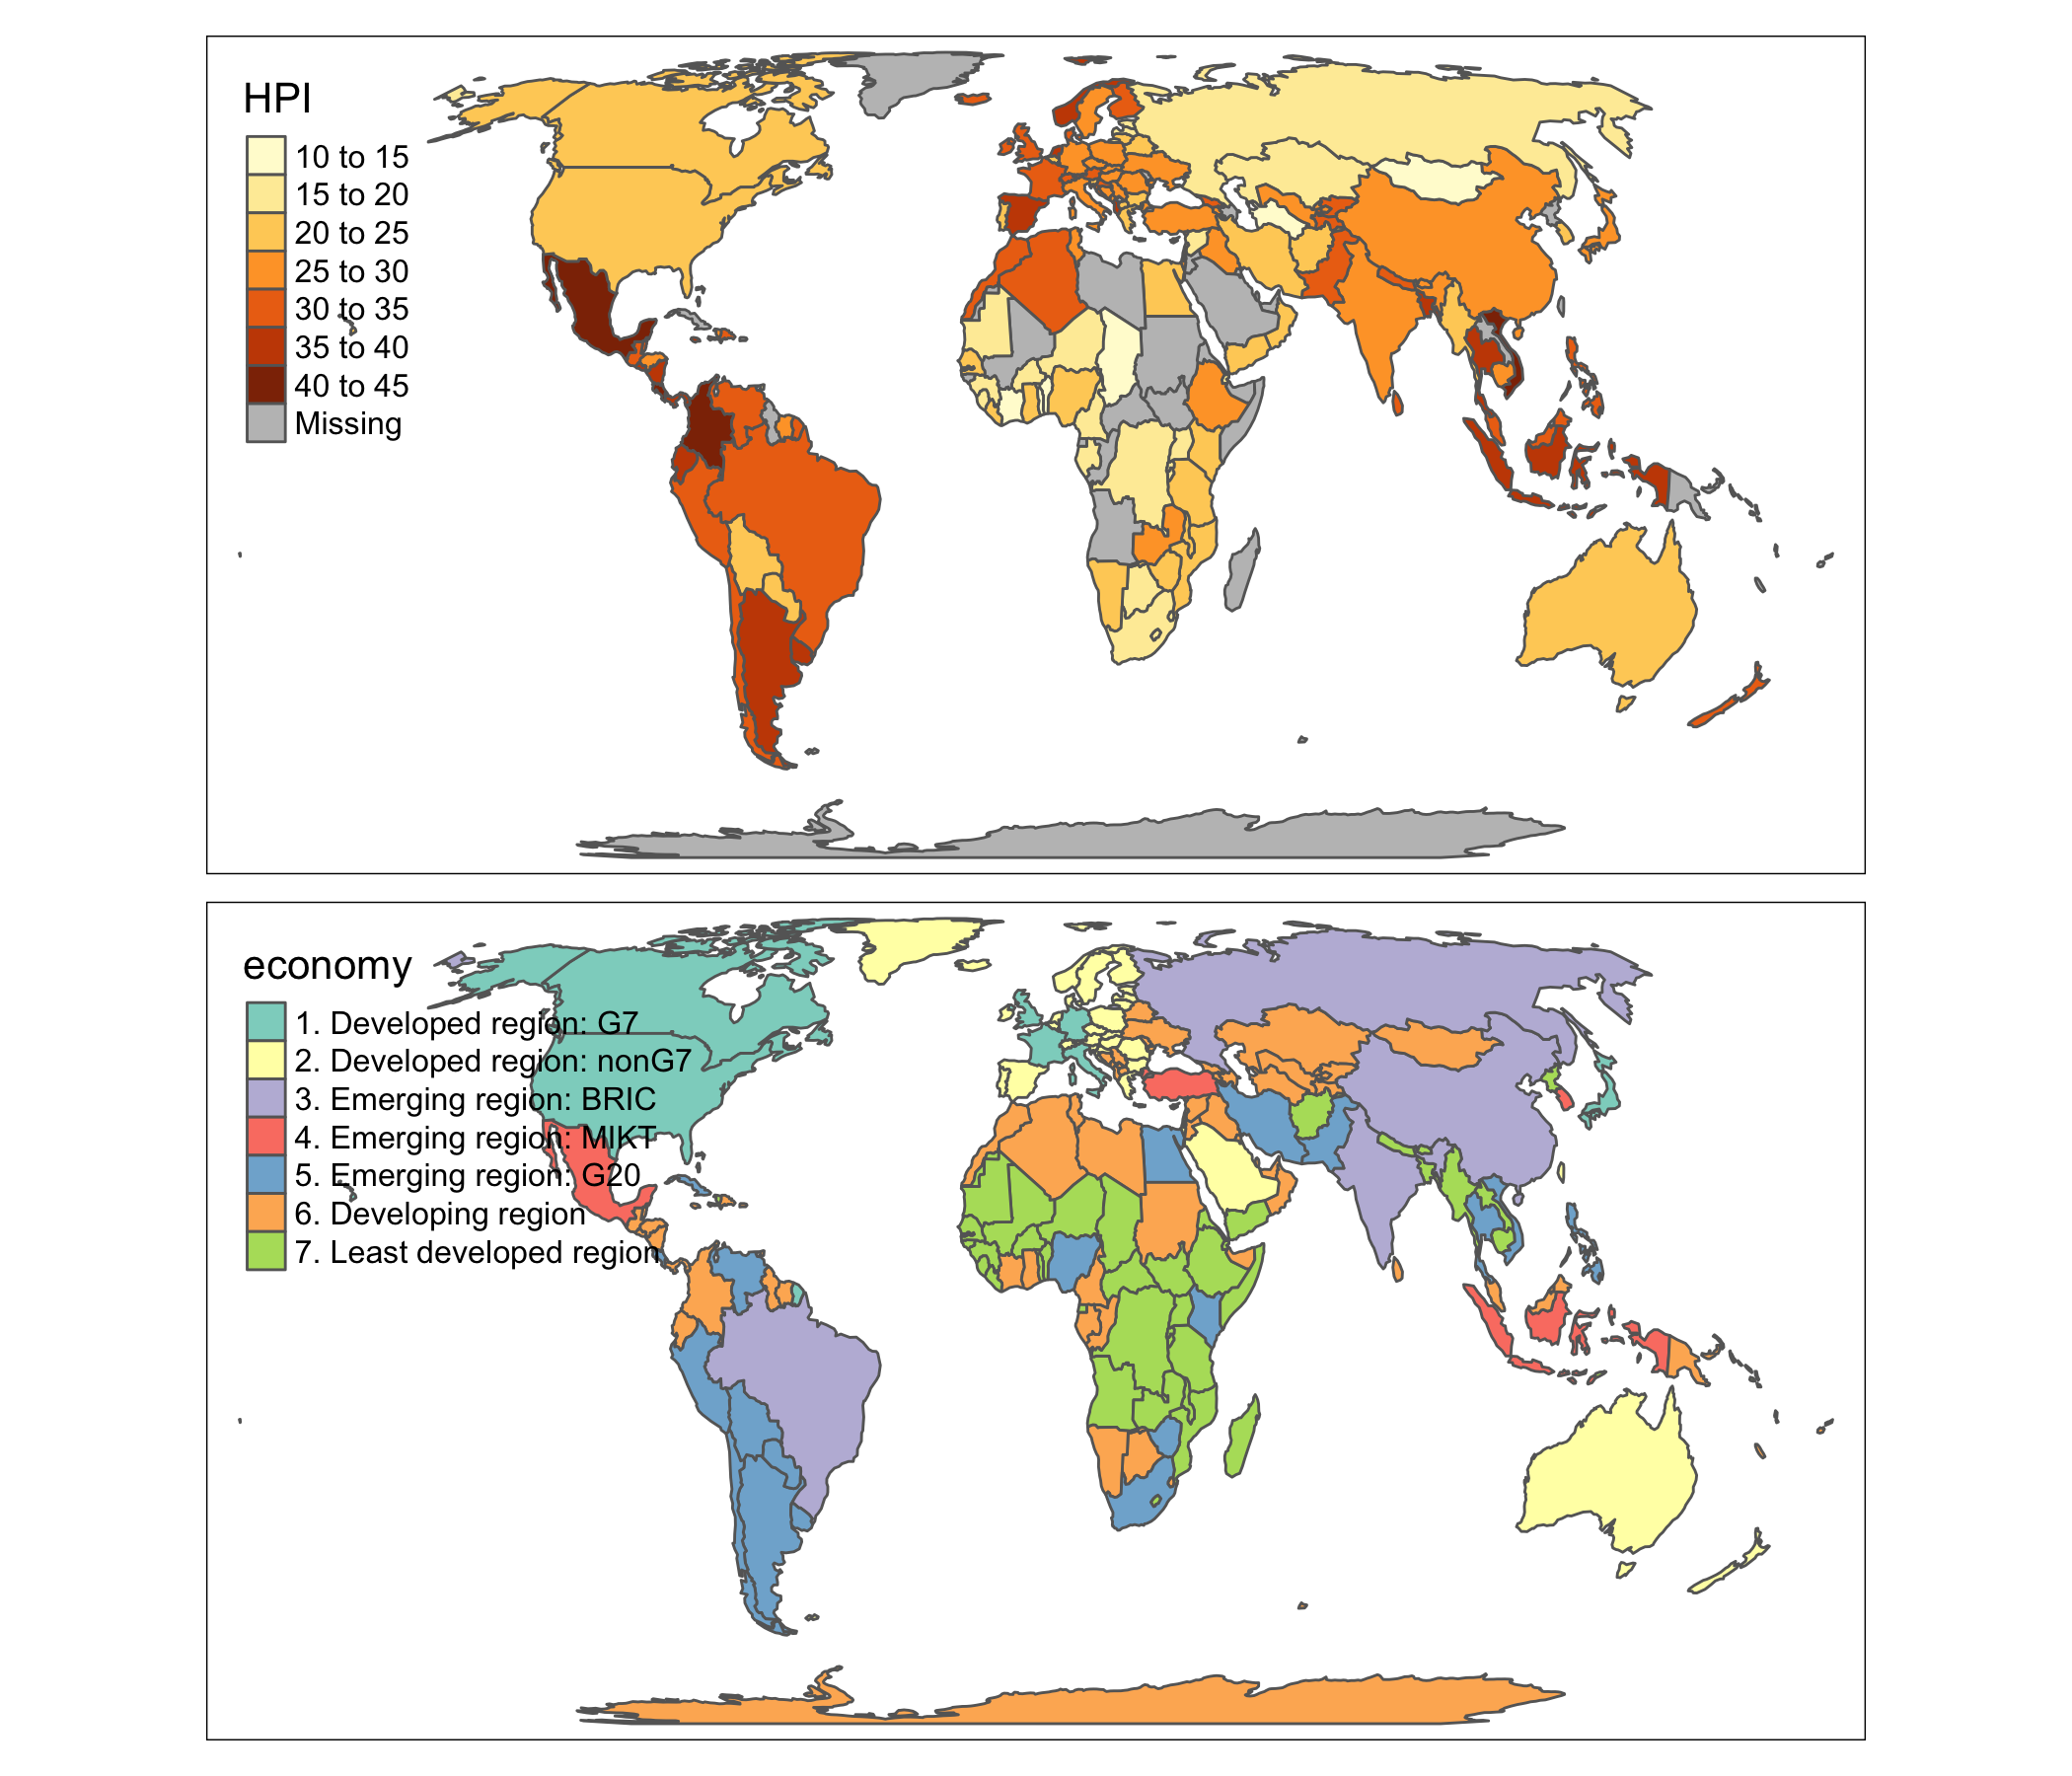 HPI
10 to 15
15 to 20
20 to 25
25 to 30
30 to 35
35 to 40
40 to 45
Missing
economy
1. Developed region: G7
2. Developed region: nonG7
3. Emerging region: BRIC
4. Emerging region: MIKT
5. Emerging region: G20
6. Developing region
7. Least developed region